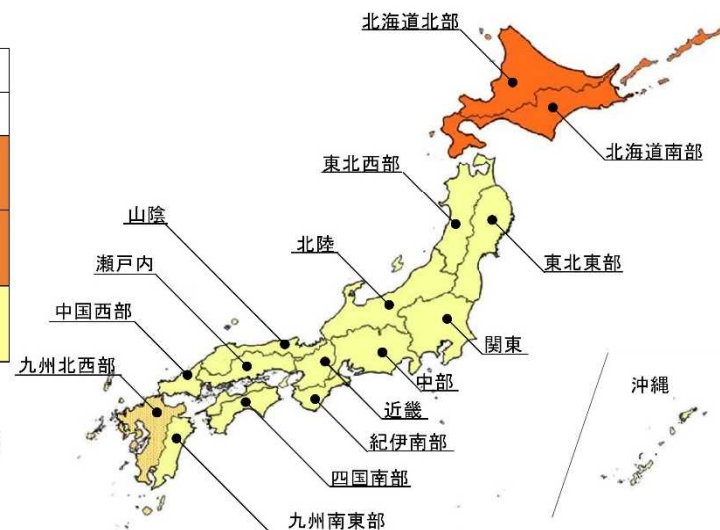 北海道北部
北海道南部
東北西部
山陰
北陸
東北東部
瀬戸内
中国西部
関東
九州北西部
中部
沖縄
近畿
紀伊南部
四国南部
九州南東部